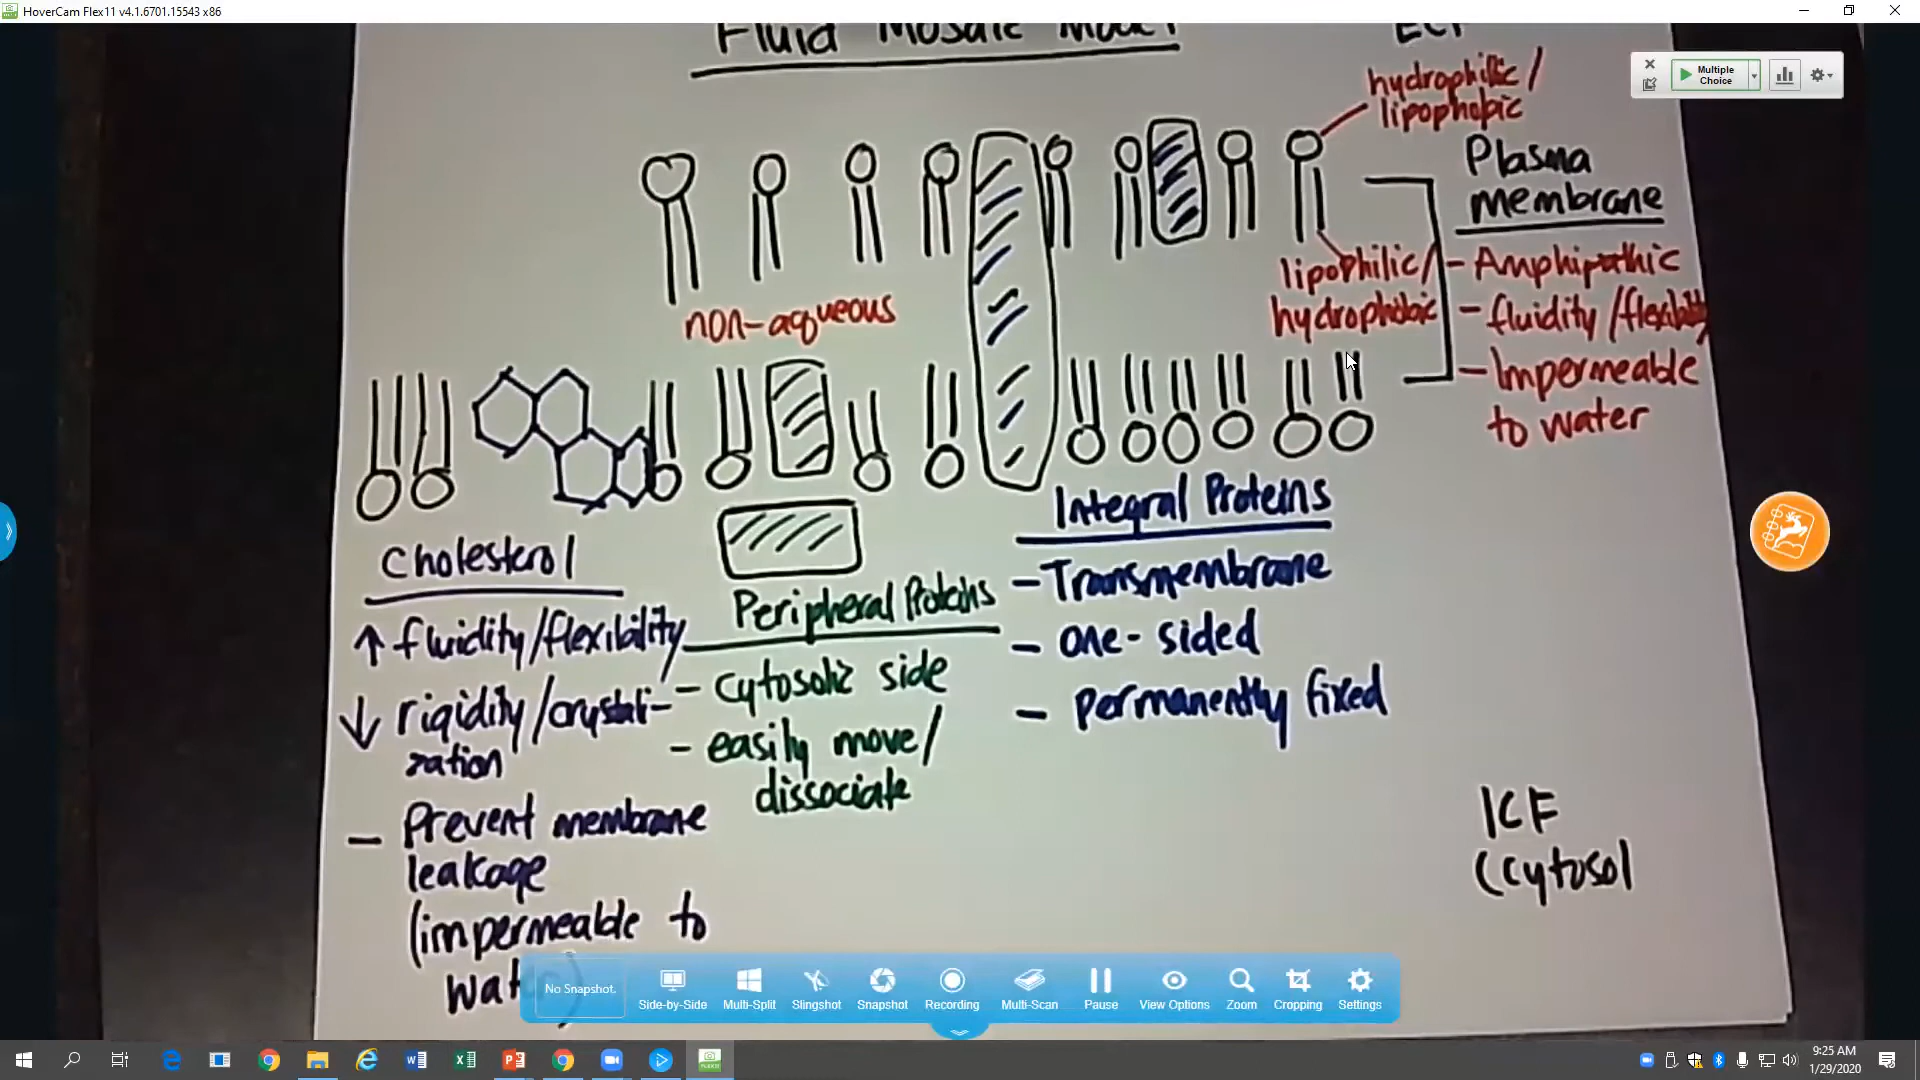 HoverCam Flex11 v4.1.6701.15543 x86
Fluid Mosaic Model
ECF
Multiple
Choice
hydrophilic/
lipophobic
Plasma
membrane
- Amphipathic
- fluidity/flexibility
- Impermeable
to water
lipophilic/
hydrophobic
non-aqueous
Cholesterol
↑ fluidity/flexibility
↓ rigidity/crystali-
zation
- Prevent membrane
leakage
(impermeable to
water)
Peripheral Proteins
- cytosolic side
- easily move/
dissociate
Integral Proteins
- Transmembrane
- one-sided
- permanently fixed
ICF
(cytosol
No Snapshot.
Side-by-Side
Multi-Split
Slingshot
Snapshot
Recording
Multi-Scan
Pause
View Options
Zoom
Cropping
Settings
9:25 AM
1/29/2020